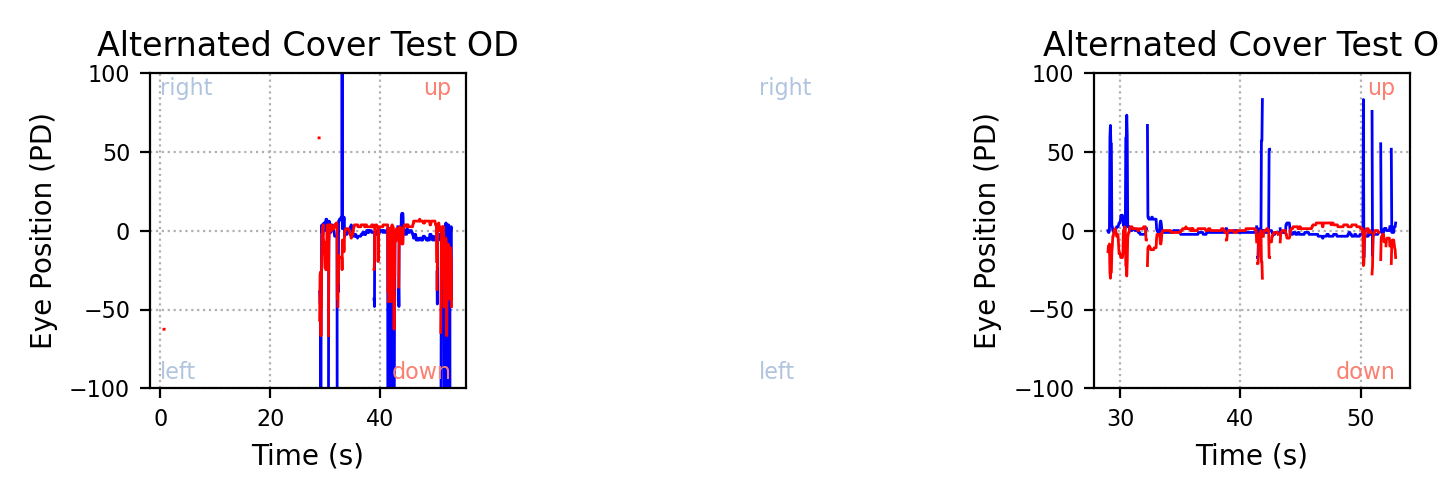 Alternated Cover Test OD
100
50
0
−50
−100
Eye Position (PD)
right
up
left
down
0
20
40
Time (s)
right
left
Alternated Cover Test O
100
50
0
−50
−100
Eye Position (PD)
up
down
30
40
50
Time (s)